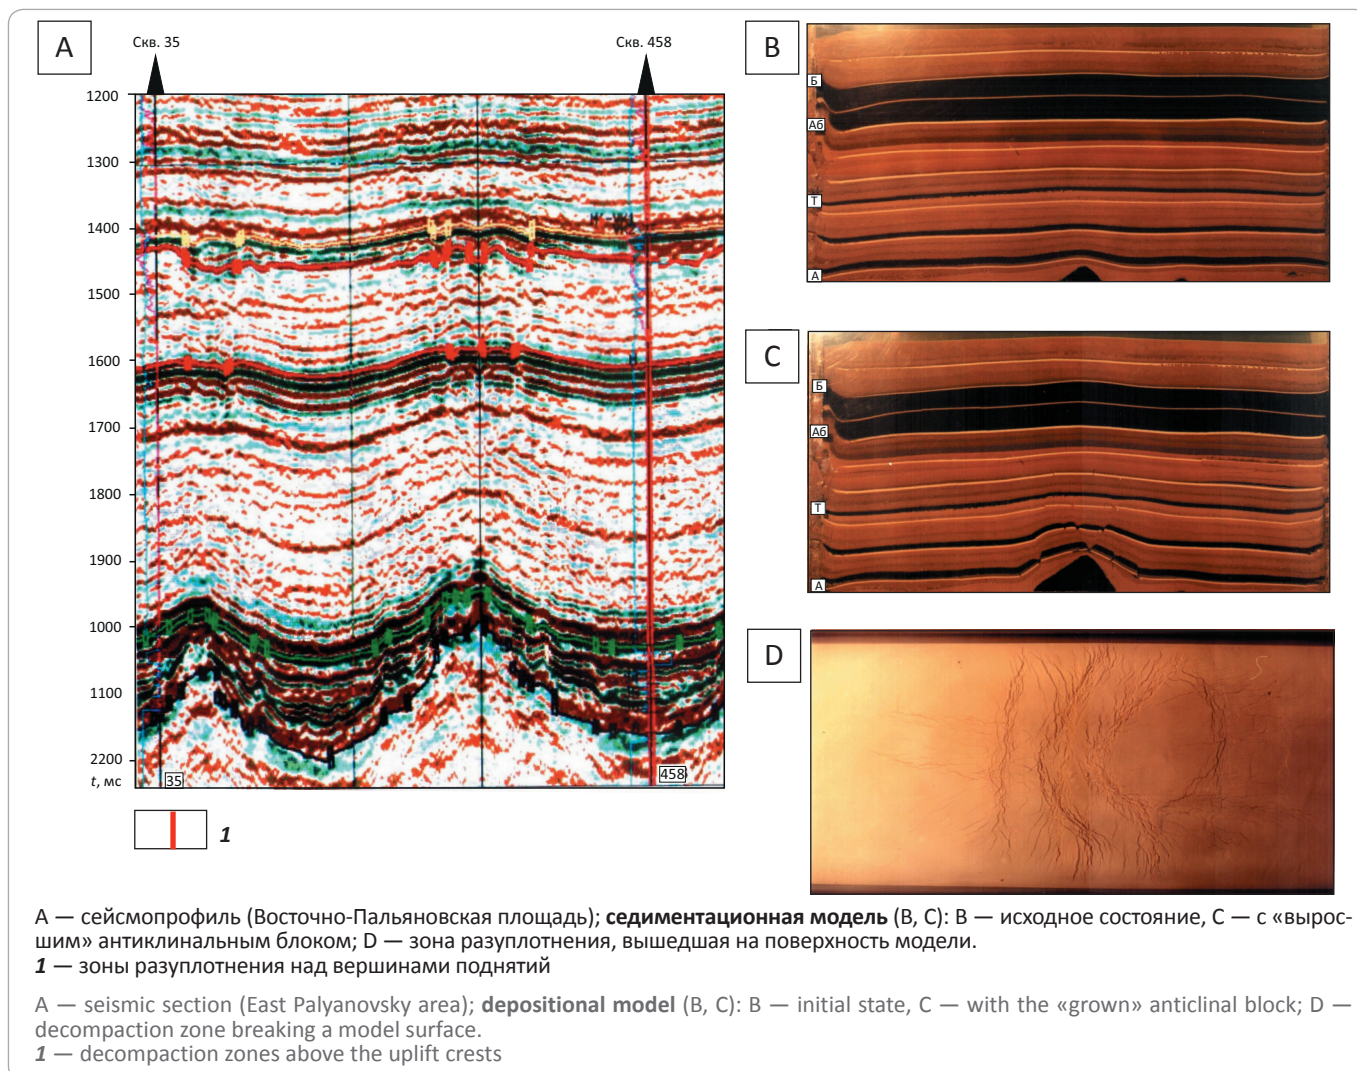 A
Скв. 35
Скв. 458
1200
1300
1400
1500
1600
1700
1800
1900
1000
1100
2200
t, мс
35
458
1
B
Б
Аб
Т
А
C
Б
Аб
Т
А
D
А — сейсмопрофиль (Восточно-Пальяновская площадь); седиментационная модель (B, C): B — исходное состояние, C — с «вырос-
шим» антиклинальным блоком; D — зона разуплотнения, вышедшая на поверхность модели.
1 — зоны разуплотнения над вершинами поднятий
A — seismic section (East Palyanovsky area); depositional model (B, C): B — initial state, C — with the «grown» anticlinal block; D —
decompaction zone breaking a model surface.
1 — decompaction zones above the uplift crests